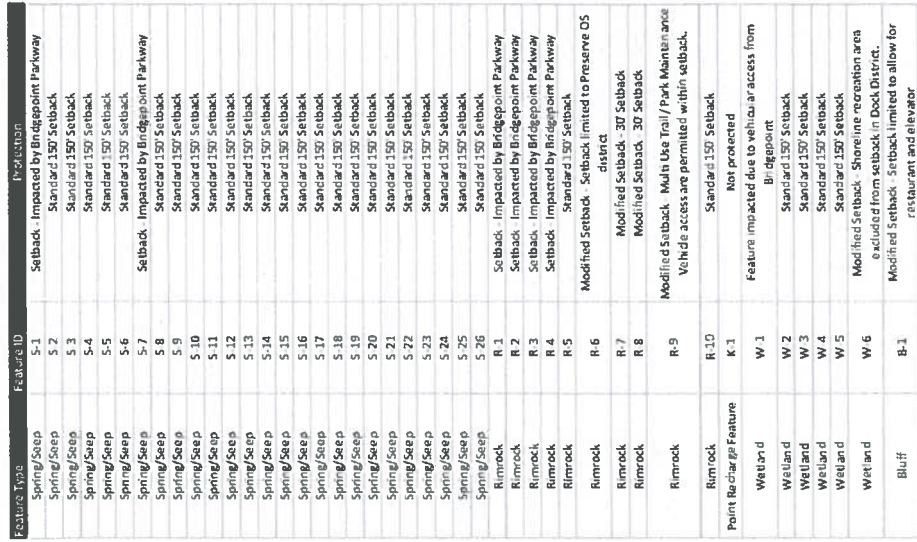 Feature Type Feature ID Protection
Spring/Seep S-1 Setback - Impacted by Bridgepoint Parkway
Spring/Seep S-2 Standard 150' Setback
Spring/Seep S-3 Standard 150' Setback
Spring/Seep S-4 Standard 150' Setback
Spring/Seep S-5 Standard 150' Setback
Spring/Seep S-6 Standard 150' Setback
Spring/Seep S-7 Setback - Impacted by Bridgepoint Parkway
Spring/Seep S-8 Standard 150' Setback
Spring/Seep S-9 Standard 150' Setback
Spring/Seep S-10 Standard 150' Setback
Spring/Seep S-11 Standard 150' Setback
Spring/Seep S-12 Standard 150' Setback
Spring/Seep S-13 Standard 150' Setback
Spring/Seep S-14 Standard 150' Setback
Spring/Seep S-15 Standard 150' Setback
Spring/Seep S-16 Standard 150' Setback
Spring/Seep S-17 Standard 150' Setback
Spring/Seep S-18 Standard 150' Setback
Spring/Seep S-19 Standard 150' Setback
Spring/Seep S-20 Standard 150' Setback
Spring/Seep S-21 Standard 150' Setback
Spring/Seep S-22 Standard 150' Setback
Spring/Seep S-23 Standard 150' Setback
Spring/Seep S-24 Standard 150' Setback
Spring/Seep S-25 Standard 150' Setback
Spring/Seep S-26 Standard 150' Setback
Rimrock R-1 Setback - Impacted by Bridgepoint Parkway
Rimrock R-2 Setback - Impacted by Bridgepoint Parkway
Rimrock R-3 Setback - Impacted by Bridgepoint Parkway
Rimrock R-4 Setback - Impacted by Bridgepoint Parkway
Rimrock R-5 Standard 150' Setback
Rimrock R-6 Modified Setback - Setback limited to Preserve OS
district
Rimrock R-7 Modified Setback - 30' Setback
Rimrock R-8 Modified Setback - 30' Setback
Rimrock R-9 Modified Setback - Multi Use Trail / Park Maintenance
Vehicle access are permitted within setback.
Rimrock R-10 Standard 150' Setback
Point Recharge Feature K-1 Not protected
Wetland W-1 Feature impacted due to vehicular access from
Bridgepoint
Wetland W-2 Standard 150' Setback
Wetland W-3 Standard 150' Setback
Wetland W-4 Standard 150' Setback
Wetland W-5 Standard 150' Setback
Wetland W-6 Modified Setback - Shoreline recreation area
excluded from setback in Dock District.
Bluff B-1 Modified Setback - Setback limited to allow for
restaurant and elevator